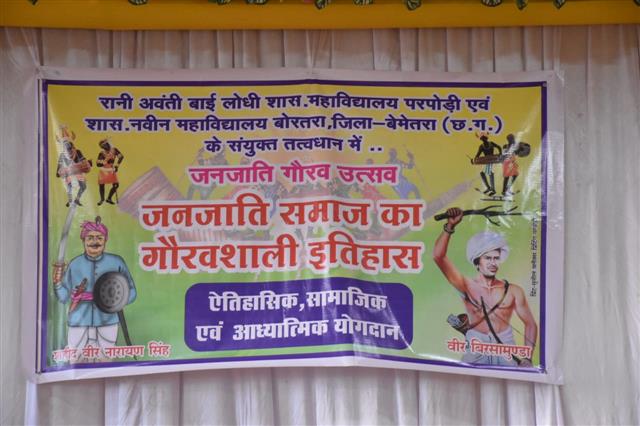 रानी अवंती बाई लोधी शास.महाविद्यालय परपोड़ी एवं
शास.नवीन महाविद्यालय बोरतरा,जिला-बेमेतरा (छ.ग.)
के संयुक्त तत्वधान में ..
जनजाति गौरव उत्सव
जनजाति समाज का
गौरवशाली इतिहास
ऐतिहासिक,सामाजिक
एवं आध्यात्मिक योगदान
शहीद वीर नारायण सिंह
वीर बिरसामुण्डा